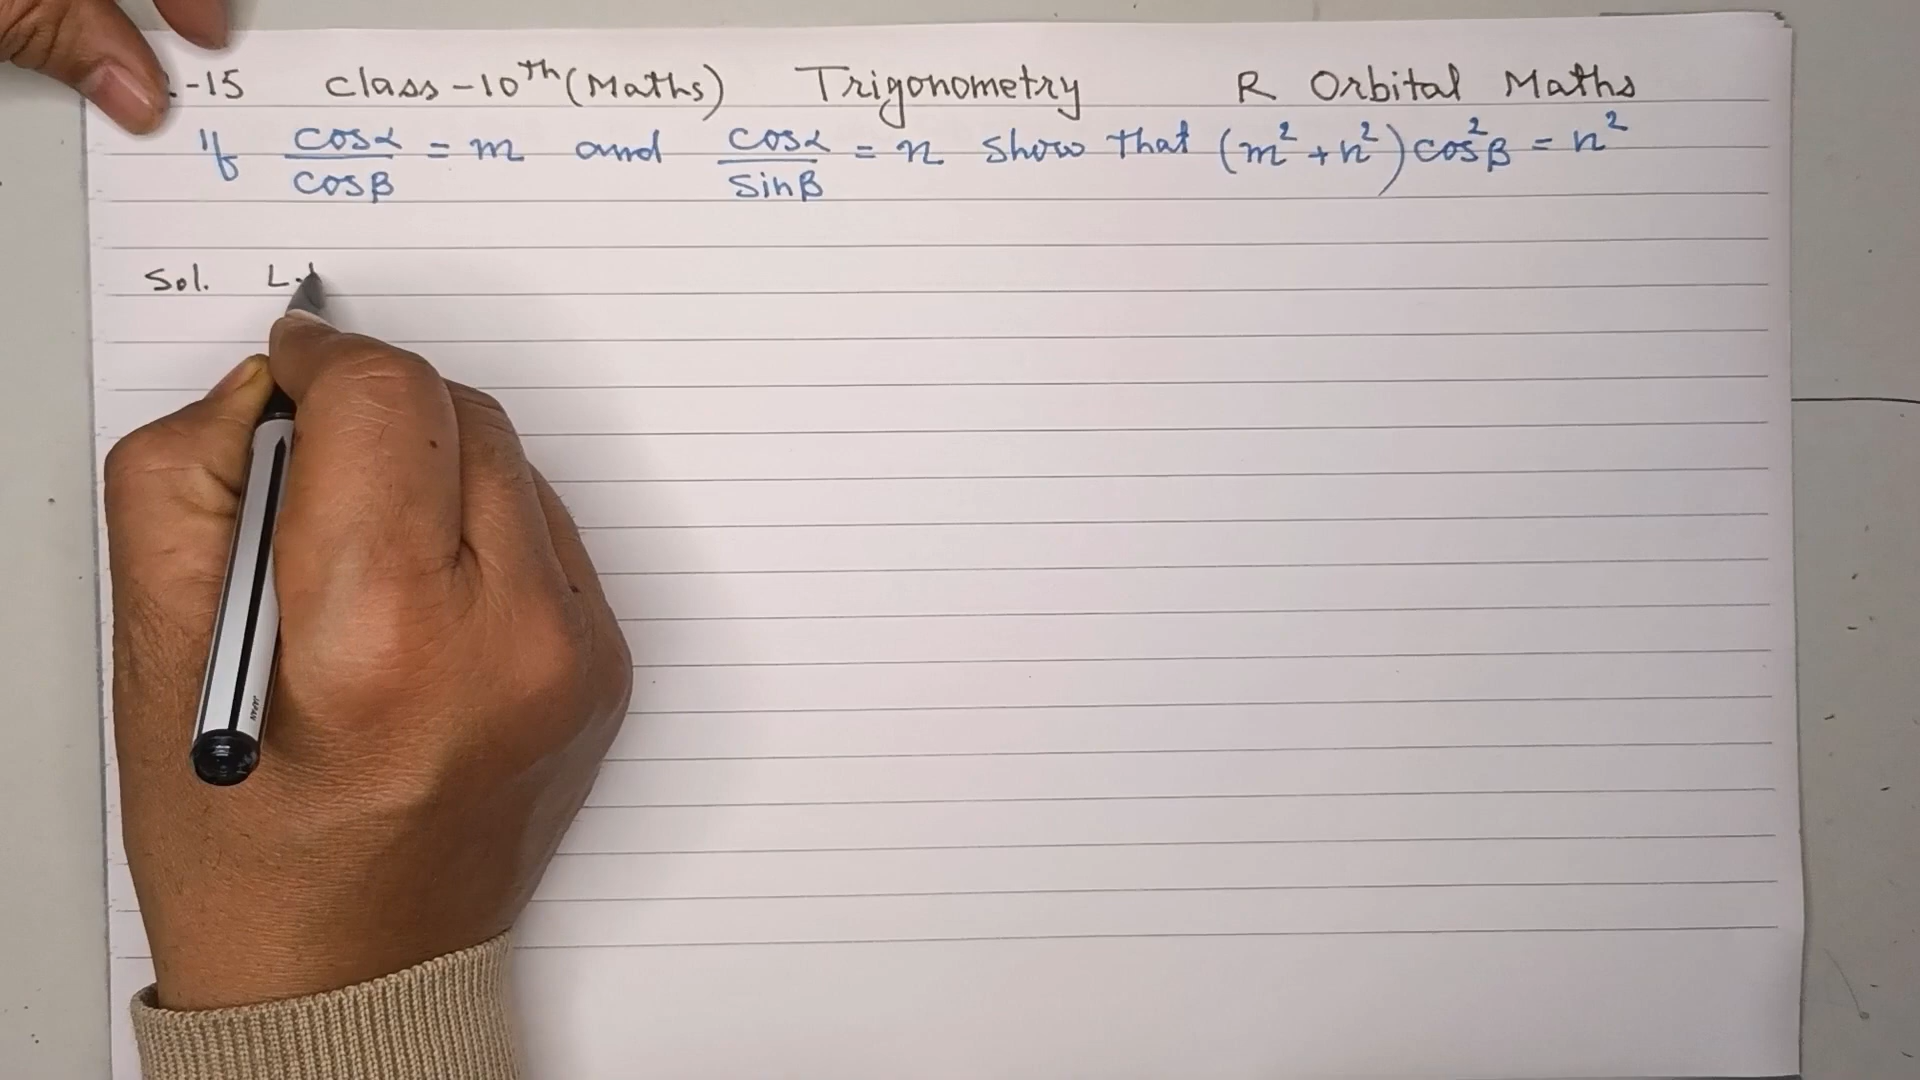 .-15 Class-10th (Maths) Trigonometry R Orbital Maths
If cosα/cosβ = m and cosα/sinβ = n show that (m²+n²)cos²β = n²
Sol. L.